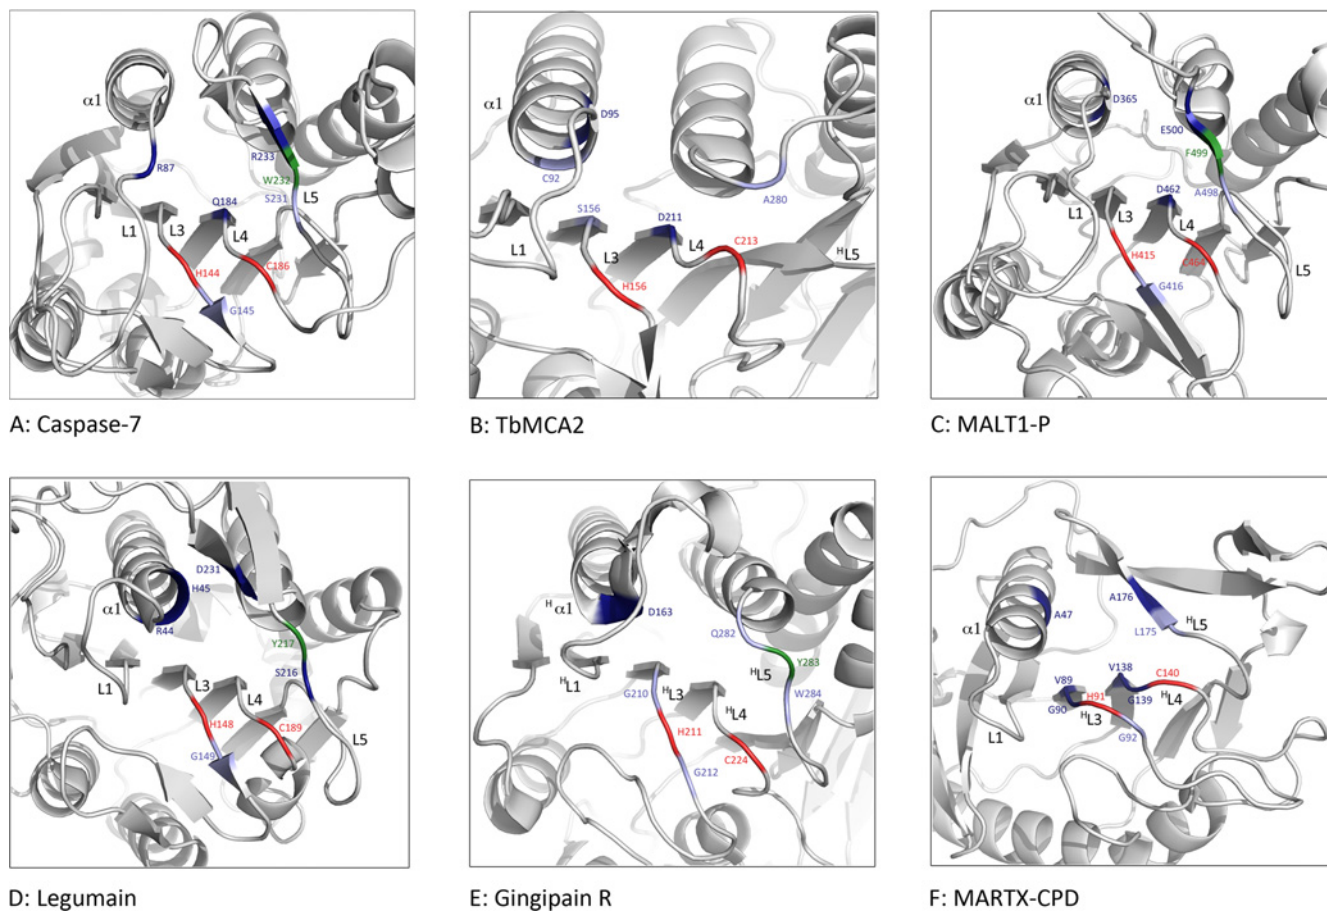 α1
R87
R233
W232
S231
Q184
L5
L1
L3
L4
H144
C186
G145
A: Caspase-7
α1
D95
C92
A280
S156
D211
L1
L3
L4
C213
HL5
H156
B: TbMCA2
α1
D365
E500
F499
D462
A498
L1
L3
L4
H415
C464
G416
L5
C: MALT1-P
D231
H45
α1
R44
Y217
S216
L1
L3
L4
H148
C189
L5
G149
D: Legumain
Hα1
D163
Q282
Y283
HL5
HL1
G210
HL3
W284
HL4
H211
G212
C224
E: Gingipain R
A176
A47
α1
L175
HL5
V138
V89
C140
H91
G139
G90
HL4
HL3
L1
G92
F: MARTX-CPD